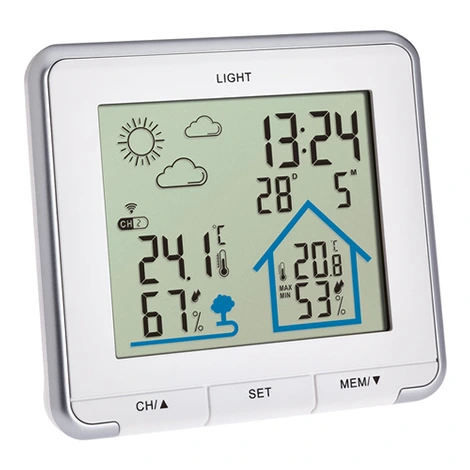 LIGHT
13:24
28 D 5 M
CH 2
24.1 °C
67 %
20.8
MAX
MIN
53 %
CH/▲ SET MEM/▼